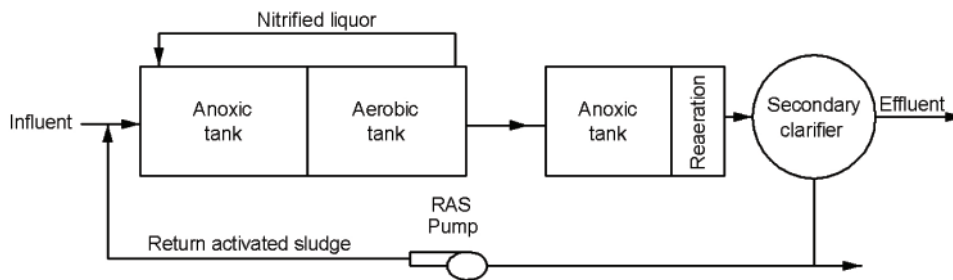 Nitrified liquor
Influent
Anoxic
tank
Aerobic
tank
Anoxic
tank
Reaeration
Secondary
clarifier
Effluent
RAS
Pump
Return activated sludge